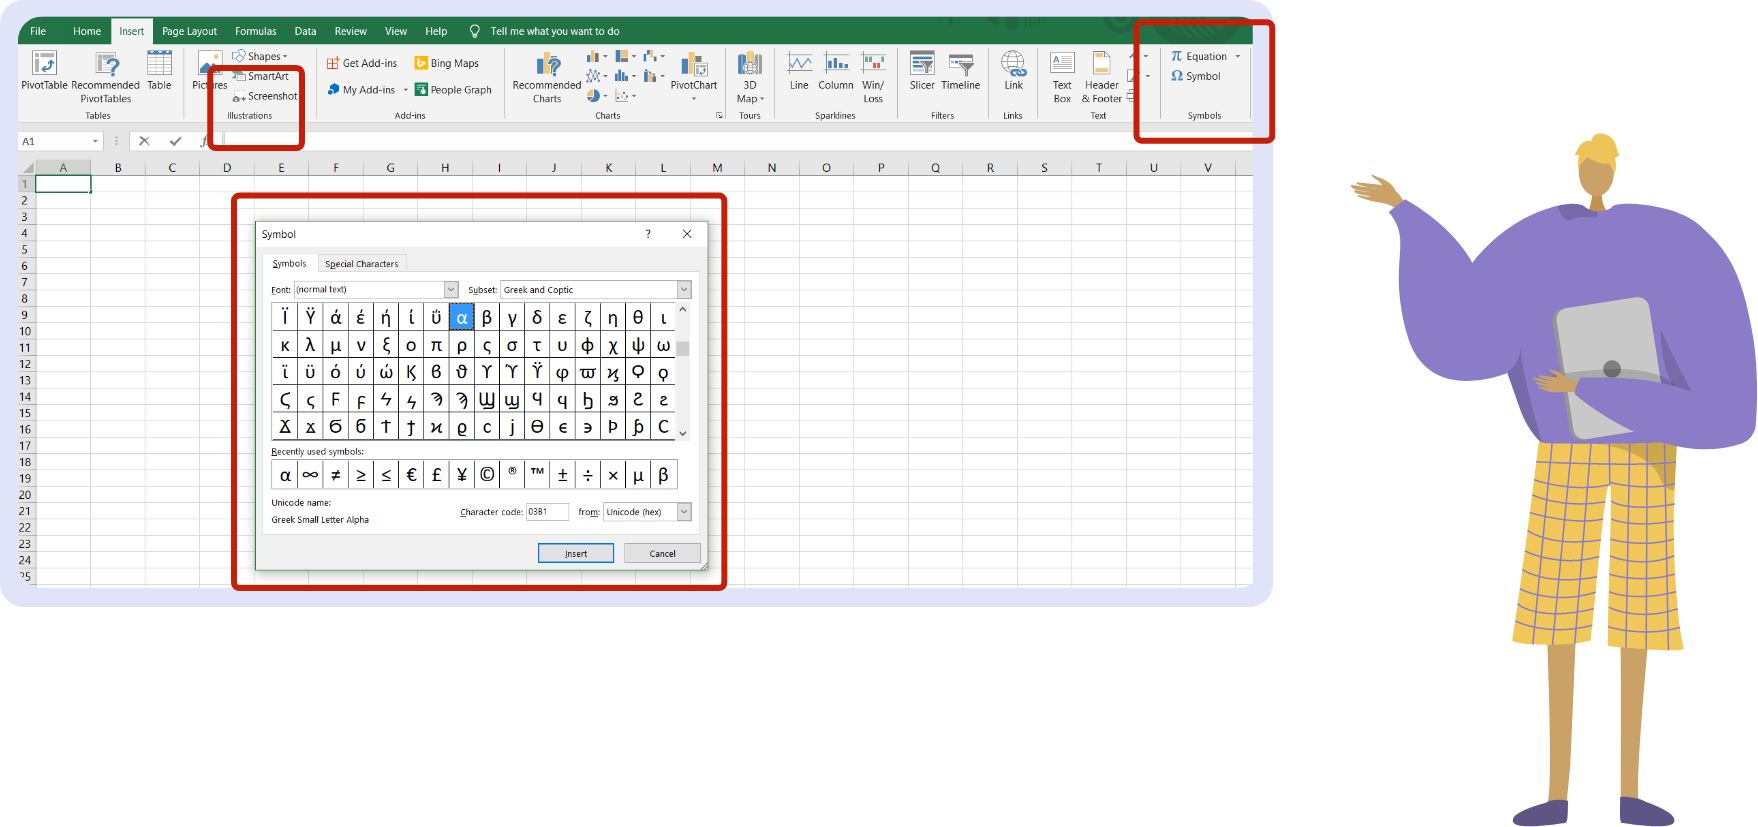 File Home Insert Page Layout Formulas Data Review View Help Tell me what you want to do
PivotTable Recommended PivotTables Table Pictures Shapes SmartArt Screenshot Get Add-ins My Add-ins Bing Maps People Graph Recommended Charts PivotChart 3D Map Line Column Win/Loss Slicer Timeline Link Text Box Header & Footer Equation Symbol
Tables Illustrations Add-ins Charts Tours Sparklines Filters Links Text Symbols
A1
A B C D E F G H I J K L M N O P Q R S T U V
1
2
3
4
5
6
7
8
9
10
11
12
13
14
15
16
17
18
19
20
21
22
23
24
25
Symbol ?
Symbols Special Characters
Font: (normal text) Subset: Greek and Coptic
Ϊ Ϋ ά έ ή ί ΰ α β γ δ ε ζ η θ ι
κ λ μ ν ξ ο π ρ ς σ τ υ φ χ ψ ω
ϊ ϋ ό ύ ώ Ϗ ϐ ϑ ϒ ϓ ϔ ϕ ϖ ϗ Ϙ ϙ
Ϛ ϛ Ϝ ϝ Ϟ ϟ Ϡ ϡ Ϣ ϣ Ϥ ϥ Ϧ ϧ Ϩ ϩ
Ϫ ϫ Ϭ ϭ Ϯ ϯ ϰ ϱ ϲ ϳ ϴ ϵ ϶ Ϸ ϸ Ϲ
Recently used symbols:
α ∞ ≠ ≥ ≤ € £ ¥ © ® ™ ± ÷ × µ β
Unicode name:
Greek Small Letter Alpha
Character code: 03B1 from: Unicode (hex)
Insert Cancel